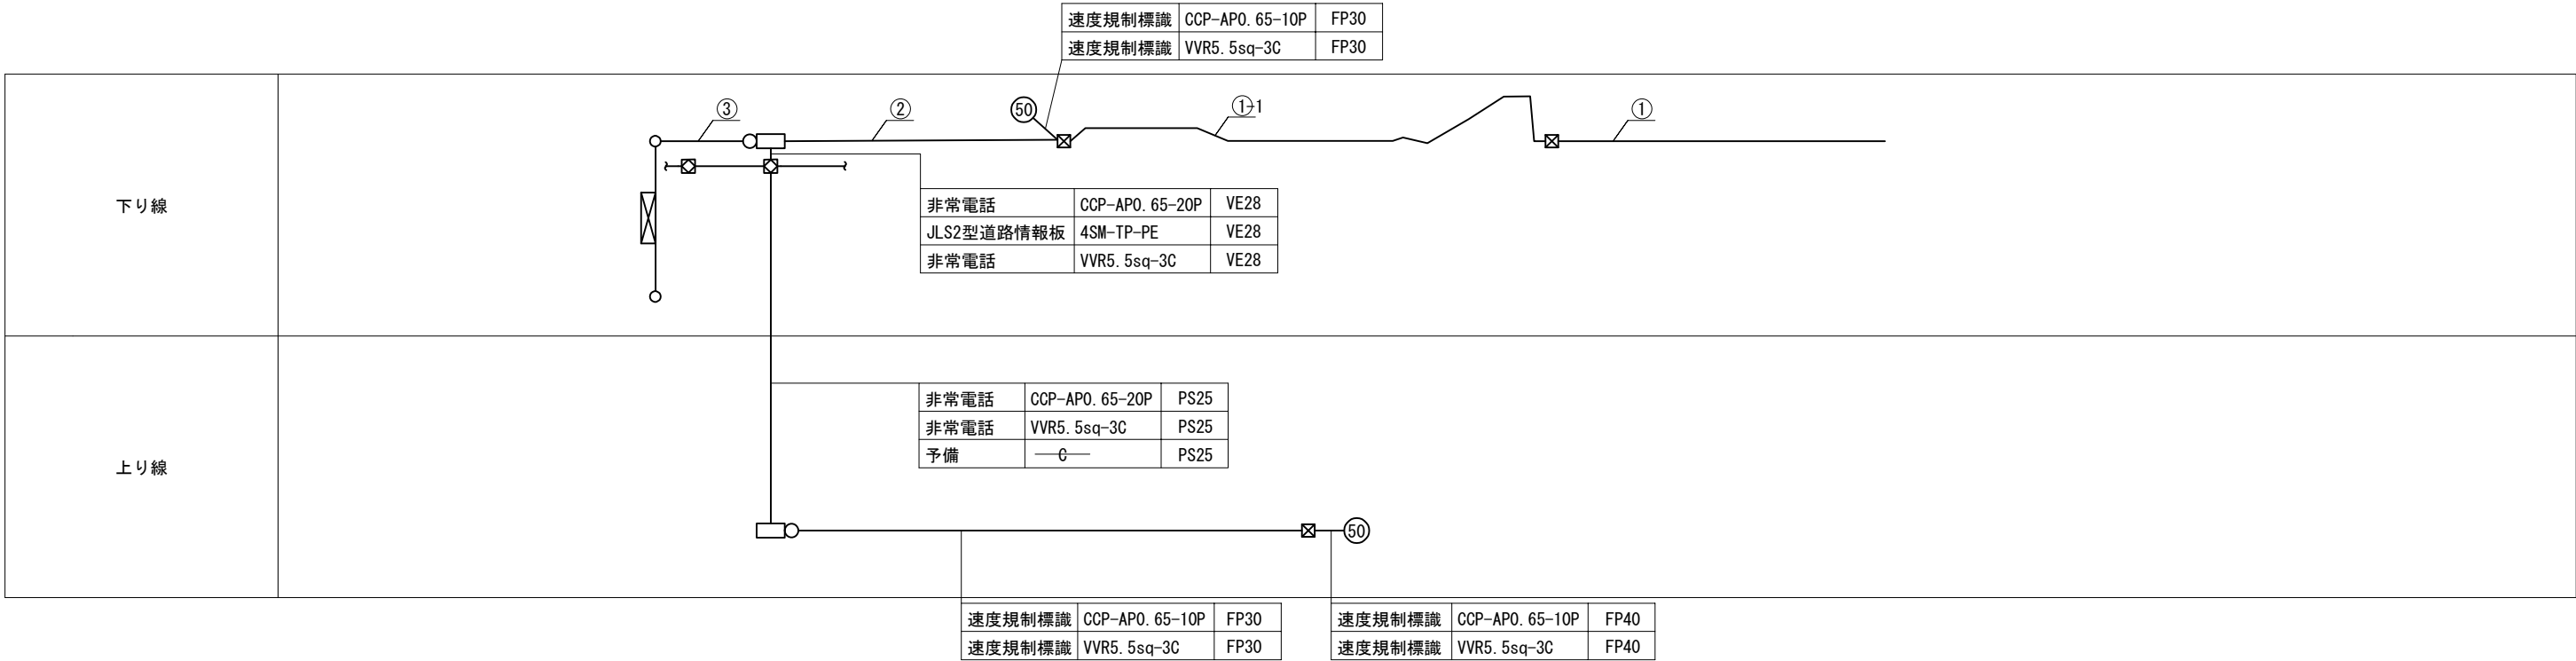 速度規制標識 CCP-AP0.65-10P FP30
速度規制標識 VVR5.5sq-3C FP30
③ ② 50 ①-1 ①
下り線
非常電話 CCP-AP0.65-20P VE28
JLS2型道路情報板 4SM-TP-PE VE28
非常電話 VVR5.5sq-3C VE28
上り線
非常電話 CCP-AP0.65-20P PS25
非常電話 VVR5.5sq-3C PS25
予備 C PS25
50
速度規制標識 CCP-AP0.65-10P FP30
速度規制標識 VVR5.5sq-3C FP30
速度規制標識 CCP-AP0.65-10P FP40
速度規制標識 VVR5.5sq-3C FP40